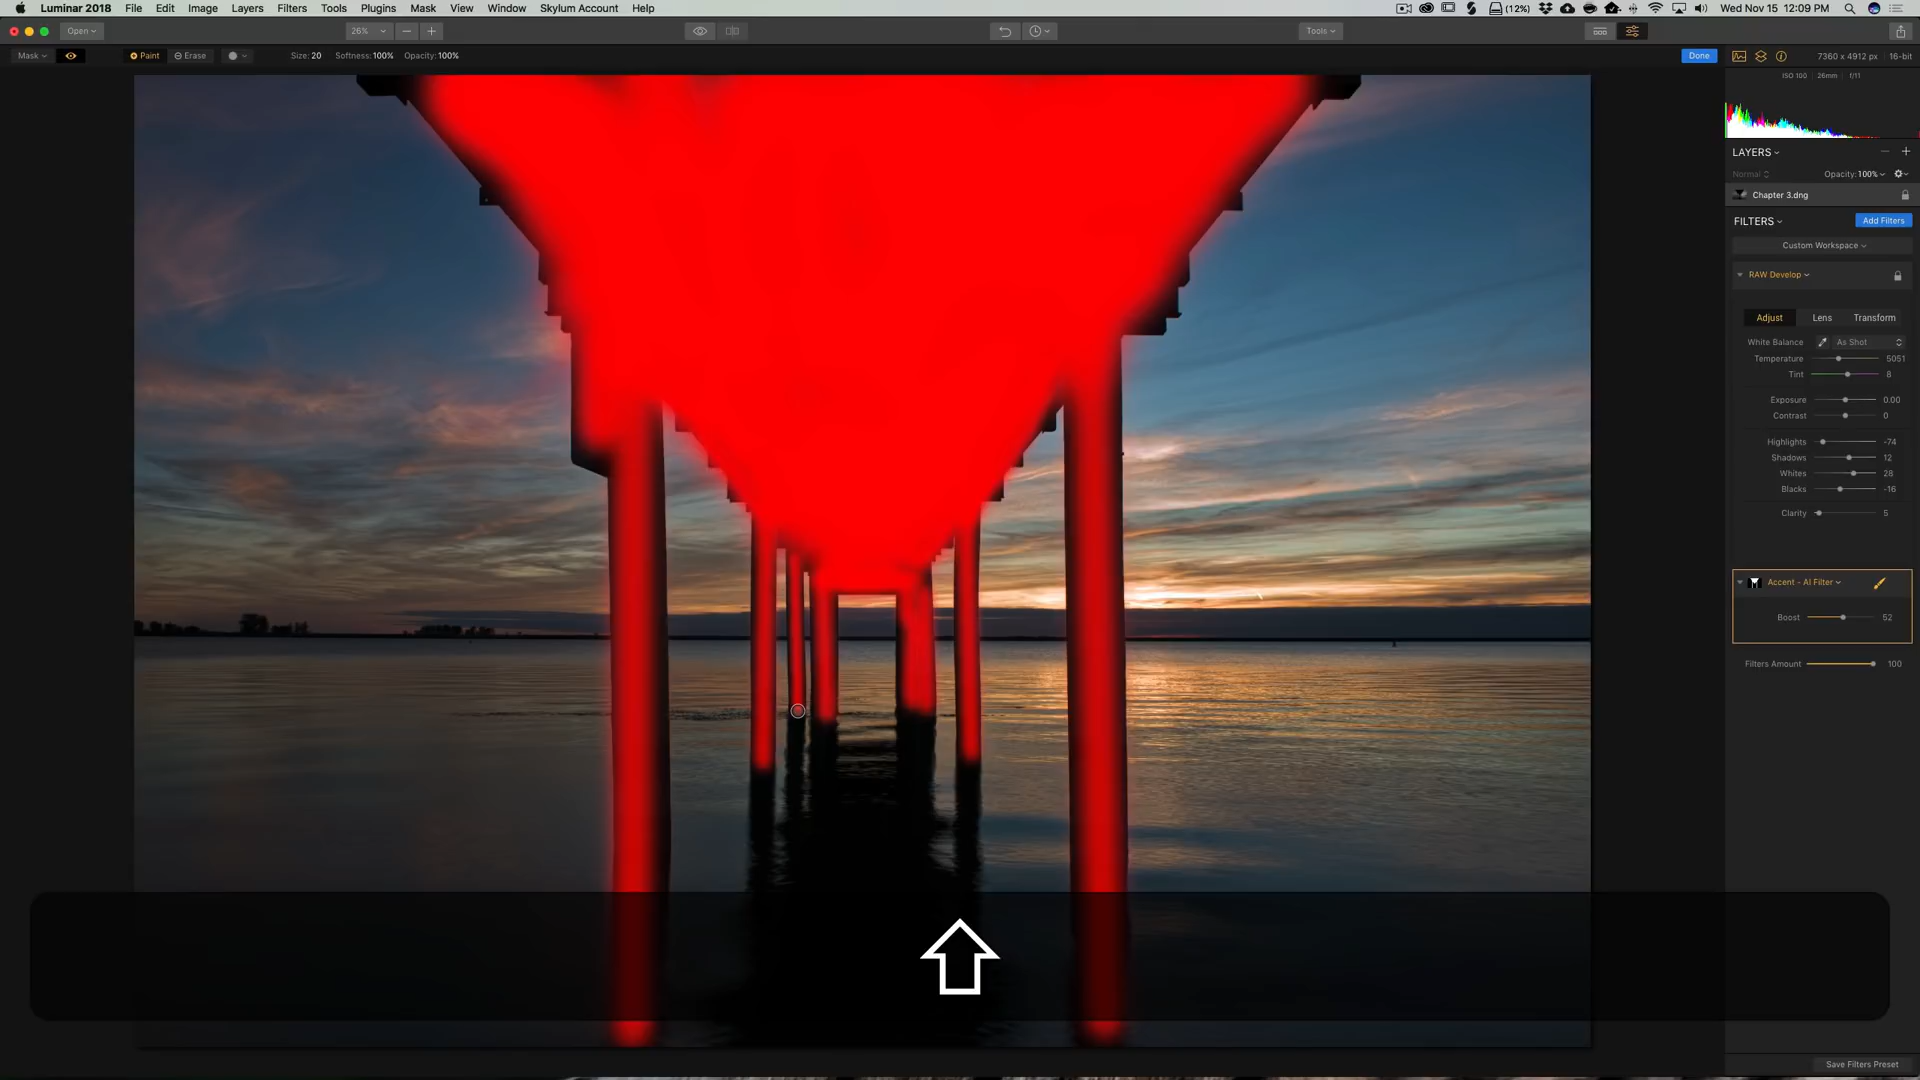 Luminar 2018 File Edit Image Layers Filters Tools Plugins Mask View Window Skylum Account Help (12%) Wed Nov 15 12:09 PM
Open 26% Tools
Mask Paint Erase Size: 20 Softness: 100% Opacity: 100% Done 7360 x 4912 px 16-bit
ISO 100 26mm f/11
LAYERS
Normal Opacity: 100%
Chapter 3.dng
FILTERS Add Filters
Custom Workspace
RAW Develop
Adjust Lens Transform
White Balance As Shot
Temperature 5051
Tint 8
Exposure 0.00
Contrast 0
Highlights -74
Shadows 12
Whites 28
Blacks -16
Clarity 5
Accent - AI Filter
Boost 52
Filters Amount 100
Save Filters Preset